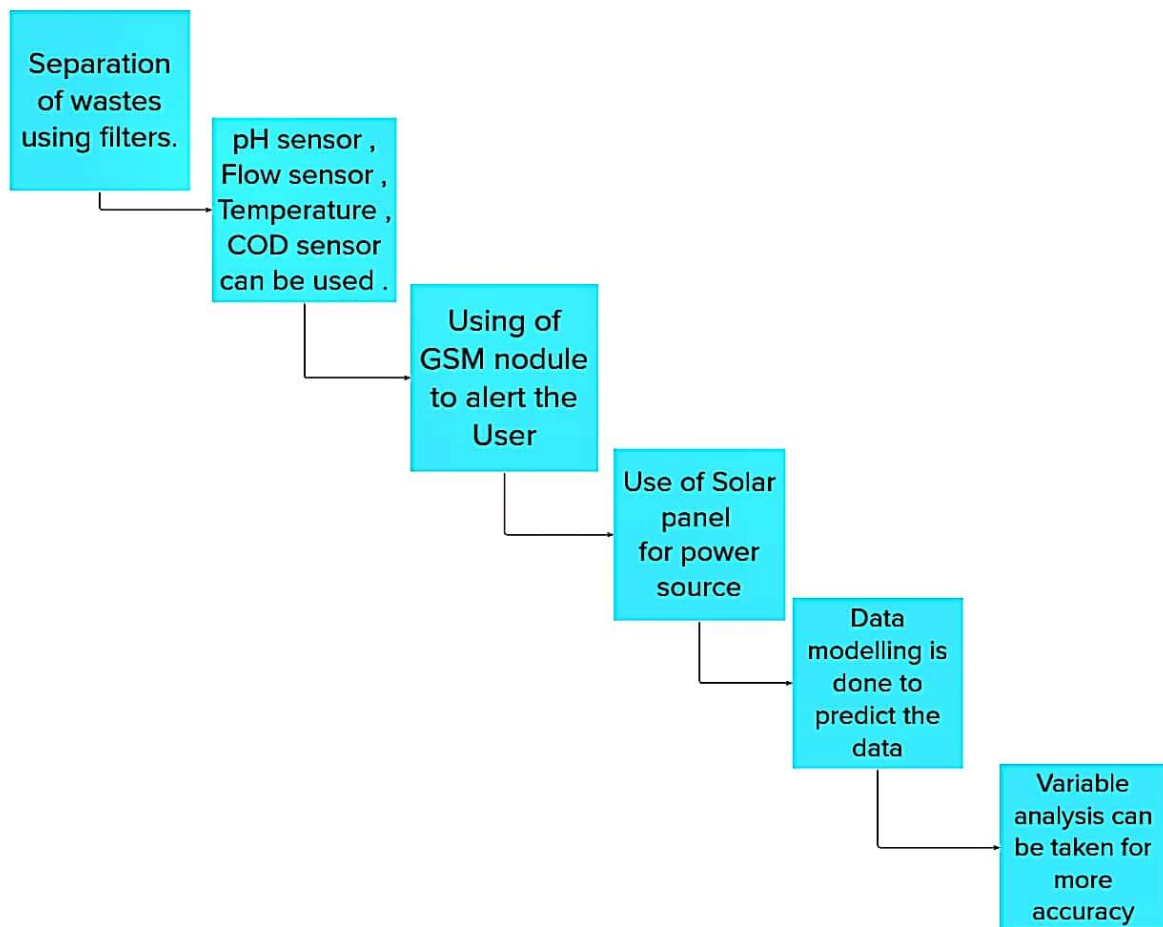 Separation
of wastes
using filters.
pH sensor ,
Flow sensor ,
Temperature ,
COD sensor
can be used .
Using of
GSM nodule
to alert the
User
Use of Solar
panel
for power
source
Data
modelling is
done to
predict the
data
Variable
analysis can
be taken for
more
accuracy